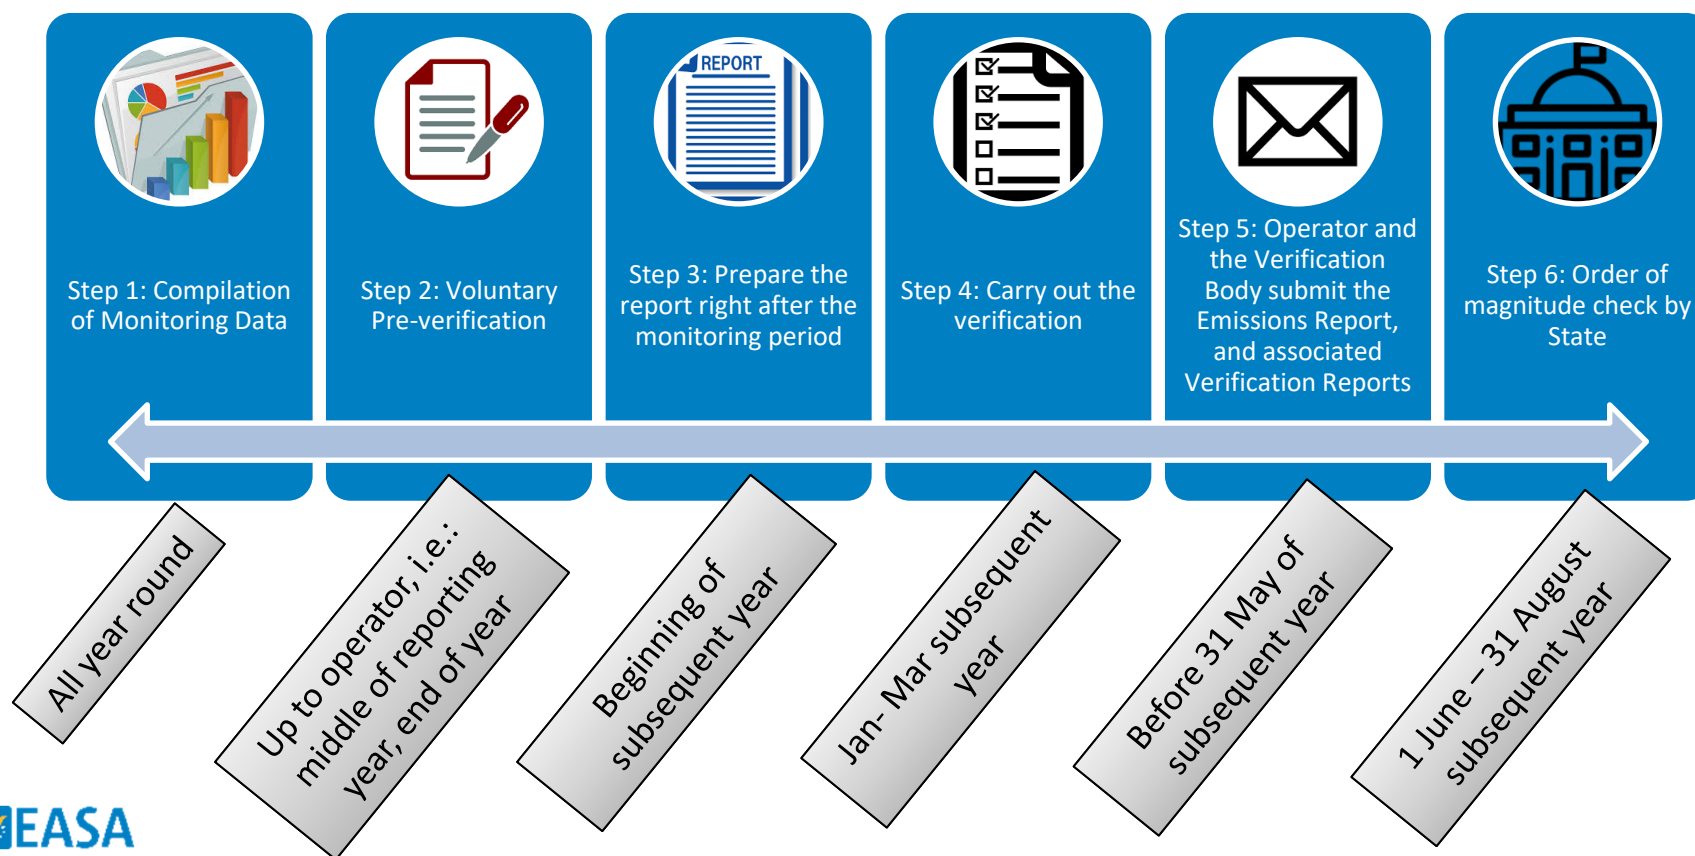 REPORT
Step 1: Compilation
of Monitoring Data
Step 2: Voluntary
Pre-verification
Step 3: Prepare the
report right after the
monitoring period
Step 4: Carry out the
verification
Step 5: Operator and
the Verification
Body submit the
Emissions Report,
and associated
Verification Reports
Step 6: Order of
magnitude check by
State
All year round
Up to operator, i.e.:
middle of reporting
year, end of year
Beginning of
subsequent year
Jan- Mar subsequent
year
Before 31 May of
subsequent year
1 June – 31 August
subsequent year
EASA